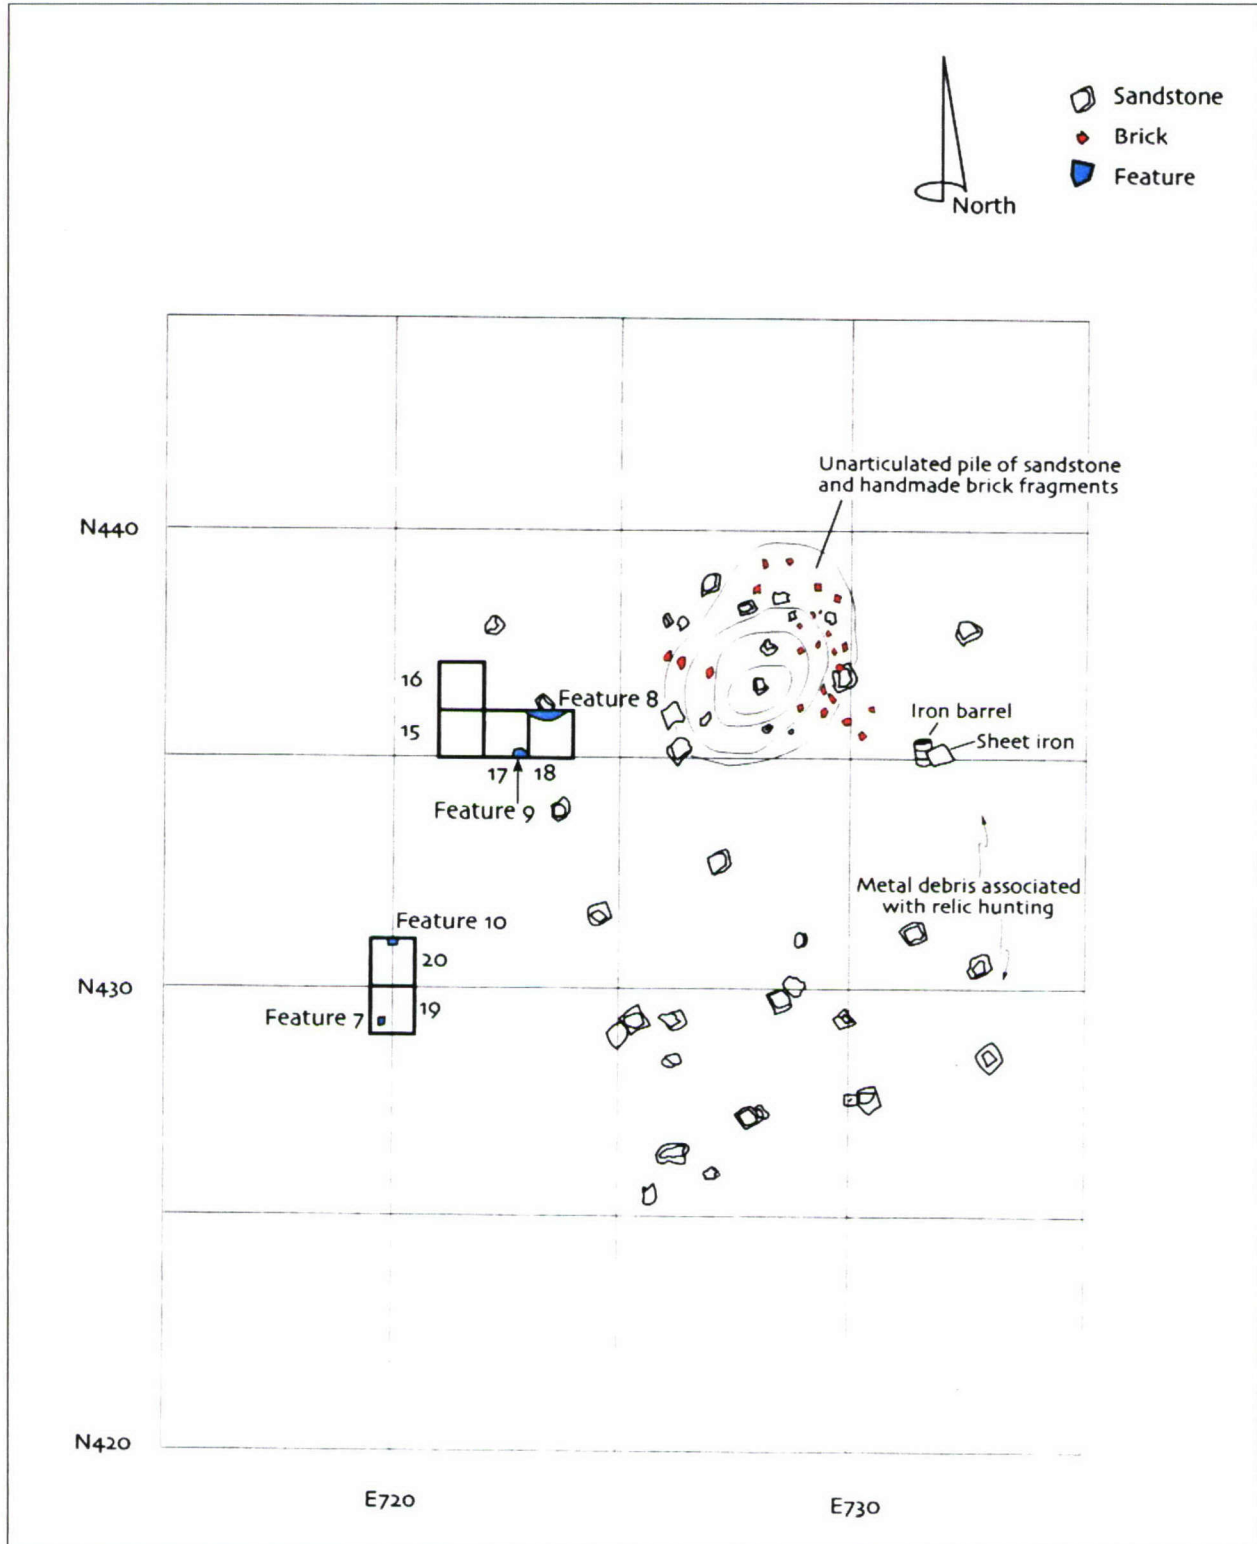 Sandstone
Brick
Feature
North
Unarticulated pile of sandstone
and handmade brick fragments
N440
16
Feature 8
15
Iron barrel
Sheet iron
17 18
Feature 9
Metal debris associated
with relic hunting
Feature 10
20
N430
19
Feature 7
N420
E720
E730